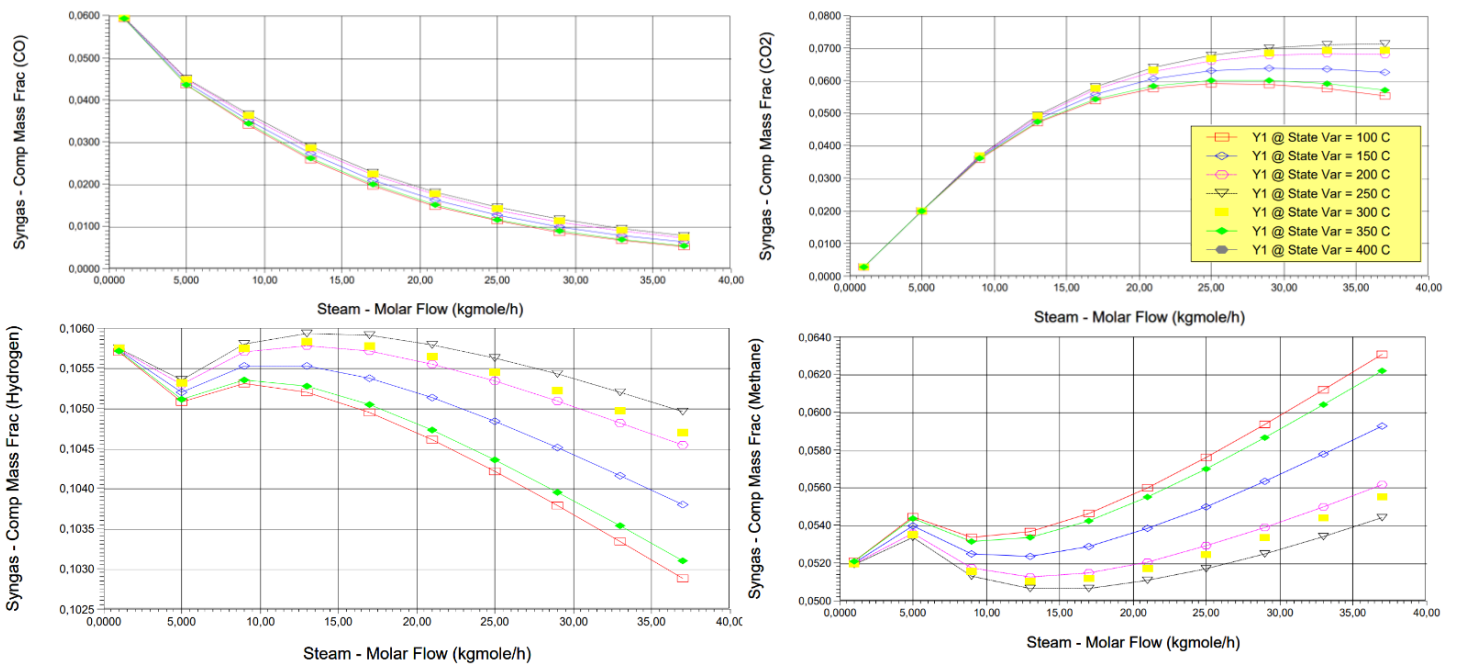 Syngas - Comp Mass Frac (CO)
0,0600
0,0500
0,0400
0,0300
0,0200
0,0100
0,0000
0,0000 5,000 10,00 15,00 20,00 25,00 30,00 35,00 40,00
Steam - Molar Flow (kgmole/h)
Syngas - Comp Mass Frac (CO2)
0,0800
0,0700
0,0600
0,0500
0,0400
0,0300
0,0200
0,0100
0,0000
0,0000 5,000 10,00 15,00 20,00 25,00 30,00 35,00 40,00
Steam - Molar Flow (kgmole/h)
Y1 @ State Var = 100 C
Y1 @ State Var = 150 C
Y1 @ State Var = 200 C
Y1 @ State Var = 250 C
Y1 @ State Var = 300 C
Y1 @ State Var = 350 C
Y1 @ State Var = 400 C
Syngas - Comp Mass Frac (Hydrogen)
0,1060
0,1055
0,1050
0,1045
0,1040
0,1035
0,1030
0,1025
0,0000 5,000 10,00 15,00 20,00 25,00 30,00 35,00 40,00
Steam - Molar Flow (kgmole/h)
Syngas - Comp Mass Frac (Methane)
0,0640
0,0620
0,0600
0,0580
0,0560
0,0540
0,0520
0,0500
0,0000 5,000 10,00 15,00 20,00 25,00 30,00 35,00 40,00
Steam - Molar Flow (kgmole/h)